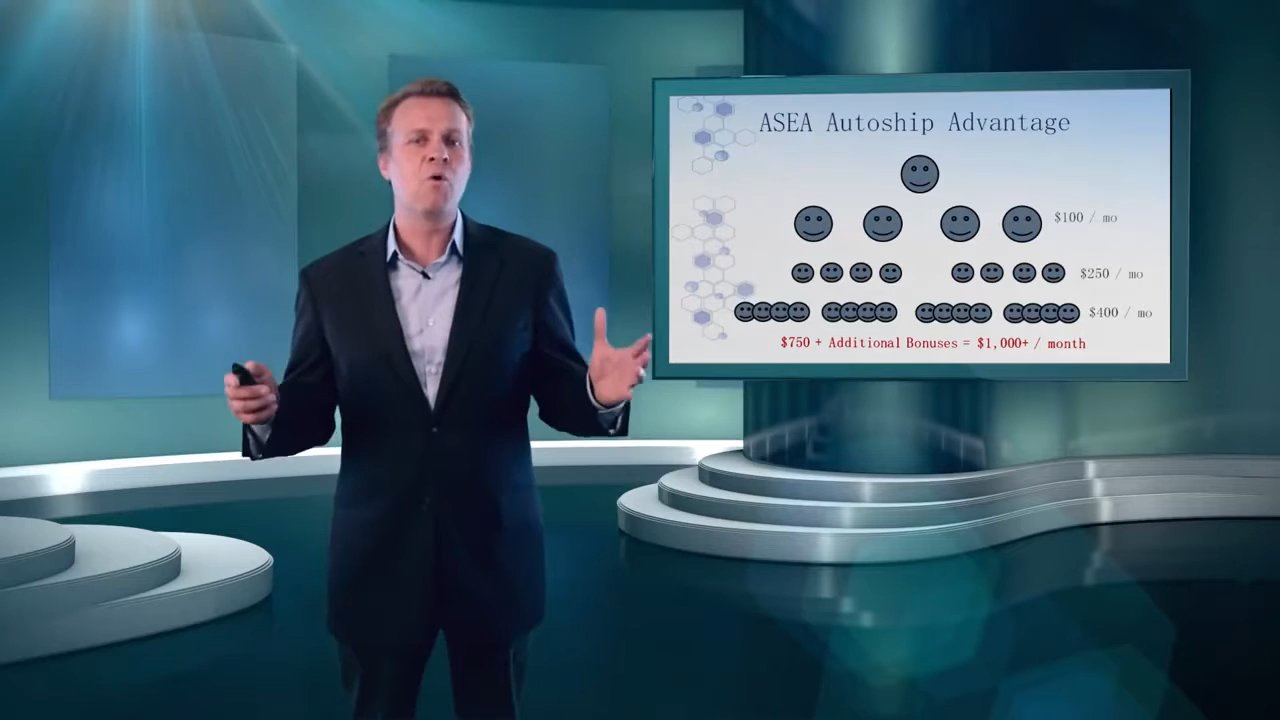 ASEA Autoship Advantage
$100 / mo
$250 / mo
$400 / mo
$750 + Additional Bonuses = $1,000+ / month